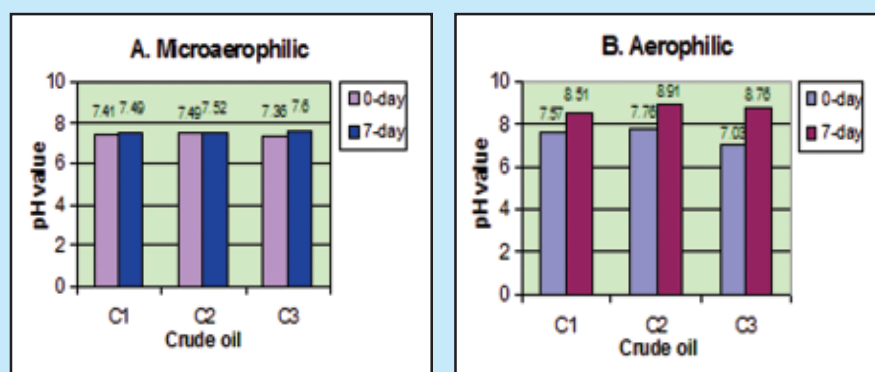 A. Microaerophilic
10
8
6
4
2
0
pH value
7.41 7.49
7.49 7.52
7.36 7.6
C1 C2 C3
Crude oil
0-day
7-day
B. Aerophilic
10
8
6
4
2
0
pH value
7.57 8.51
7.76 8.91
7.03 8.76
C1 C2 C3
Crude oil
0-day
7-day